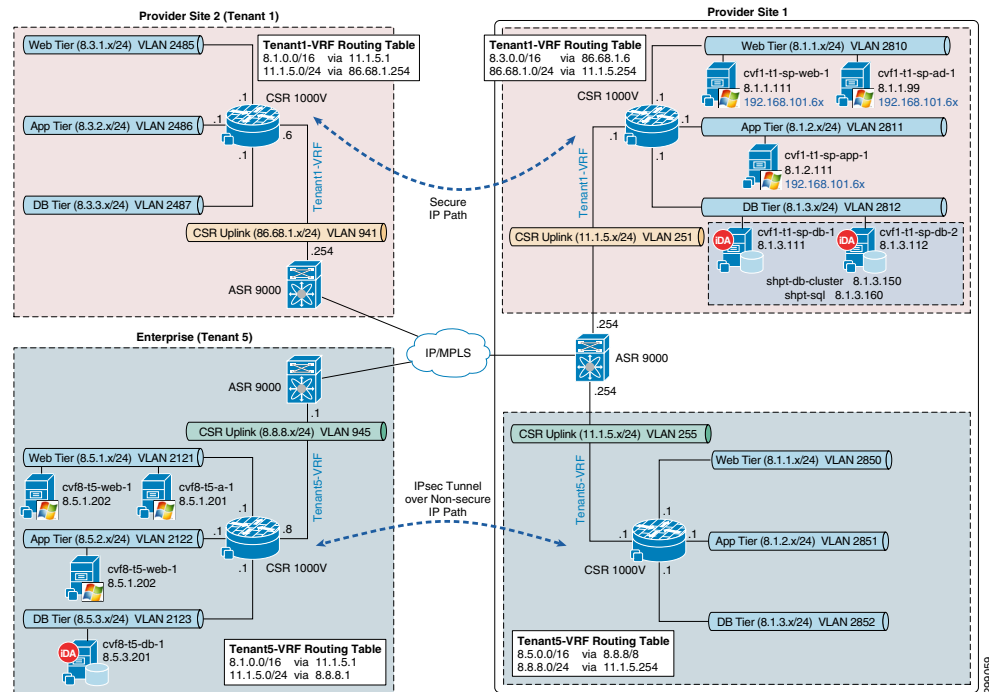 Provider Site 2 (Tenant 1)
Web Tier (8.3.1.x/24) VLAN 2485
Tenant1-VRF Routing Table
8.1.0.0/16 via 11.1.5.1
11.1.5.0/24 via 86.68.1.254
.1
CSR 1000V
App Tier (8.3.2.x/24) VLAN 2486
.1
.6
.1
Tenant1-VRF
DB Tier (8.3.3.x/24) VLAN 2487
CSR Uplink (86.68.1.x/24) VLAN 941
.254
ASR 9000
Secure
IP Path
Provider Site 1
Tenant1-VRF Routing Table
8.3.0.0/16 via 86.68.1.6
86.68.1.0/24 via 11.1.5.254
Web Tier (8.1.1.x/24) VLAN 2810
cvf1-t1-sp-web-1
8.1.1.111
192.168.101.6x
cvf1-t1-sp-ad-1
8.1.1.99
192.168.101.6x
.1
CSR 1000V
.1
.1
.1
App Tier (8.1.2.x/24) VLAN 2811
cvf1-t1-sp-app-1
8.1.2.111
192.168.101.6x
Tenant1-VRF
DB Tier (8.1.3.x/24) VLAN 2812
iDA
cvf1-t1-sp-db-1
8.1.3.111
iDA
cvf1-t1-sp-db-2
8.1.3.112
shpt-db-cluster 8.1.3.150
shpt-sql 8.1.3.160
CSR Uplink (11.1.5.x/24) VLAN 251
.254
ASR 9000
.254
IP/MPLS
Enterprise (Tenant 5)
ASR 9000
.1
CSR Uplink (8.8.8.x/24) VLAN 945
Web Tier (8.5.1.x/24) VLAN 2121
cvf8-t5-web-1
8.5.1.202
cvf8-t5-a-1
8.5.1.201
Tenant5-VRF
.1
.8
App Tier (8.5.2.x/24) VLAN 2122
.1
cvf8-t5-web-1
8.5.1.202
.1
CSR 1000V
DB Tier (8.5.3.x/24) VLAN 2123
iDA
cvf8-t5-db-1
8.5.3.201
Tenant5-VRF Routing Table
8.1.0.0/16 via 11.1.5.1
11.1.5.0/24 via 8.8.8.1
IPsec Tunnel
over Non-secure
IP Path
CSR Uplink (11.1.5.x/24) VLAN 255
Tenant5-VRF
Web Tier (8.1.1.x/24) VLAN 2850
.1
.1
.1
App Tier (8.1.2.x/24) VLAN 2851
.1
CSR 1000V
DB Tier (8.1.3.x/24) VLAN 2852
Tenant5-VRF Routing Table
8.5.0.0/16 via 8.8.8/8
8.8.8.0/24 via 11.1.5.254